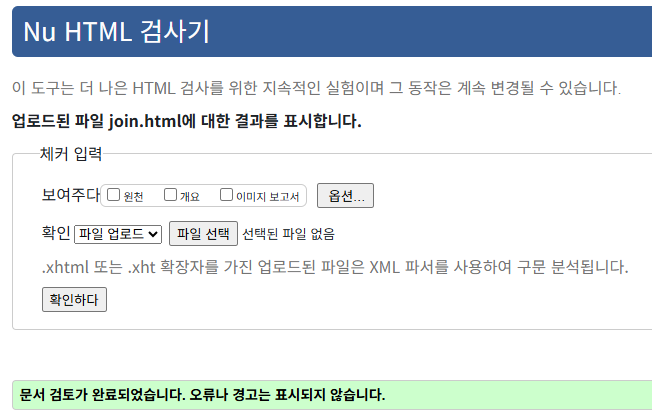 Nu HTML 검사기
이 도구는 더 나은 HTML 검사를 위한 지속적인 실험이며 그 동작은 계속 변경될 수 있습니다.
업로드된 파일 join.html에 대한 결과를 표시합니다.
체커 입력
보여주다 원천 개요 이미지 보고서 옵션...
확인 파일 업로드 파일 선택 선택된 파일 없음
.xhtml 또는 .xht 확장자를 가진 업로드된 파일은 XML 파서를 사용하여 구문 분석됩니다.
확인하다
문서 검토가 완료되었습니다. 오류나 경고는 표시되지 않습니다.